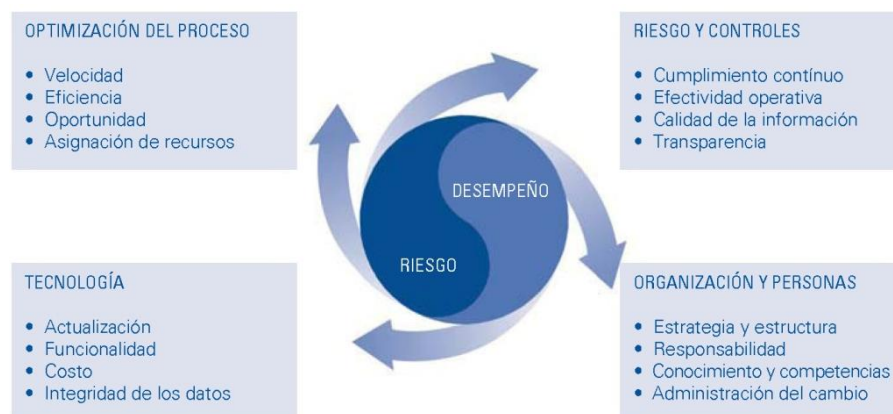 OPTIMIZACIÓN DEL PROCESO
• Velocidad
• Eficiencia
• Oportunidad
• Asignación de recursos
RIESGO Y CONTROLES
• Cumplimiento contínuo
• Efectividad operativa
• Calidad de la información
• Transparencia
DESEMPEÑO
RIESGO
TECNOLOGÍA
• Actualización
• Funcionalidad
• Costo
• Integridad de los datos
ORGANIZACIÓN Y PERSONAS
• Estrategia y estructura
• Responsabilidad
• Conocimiento y competencias
• Administración del cambio